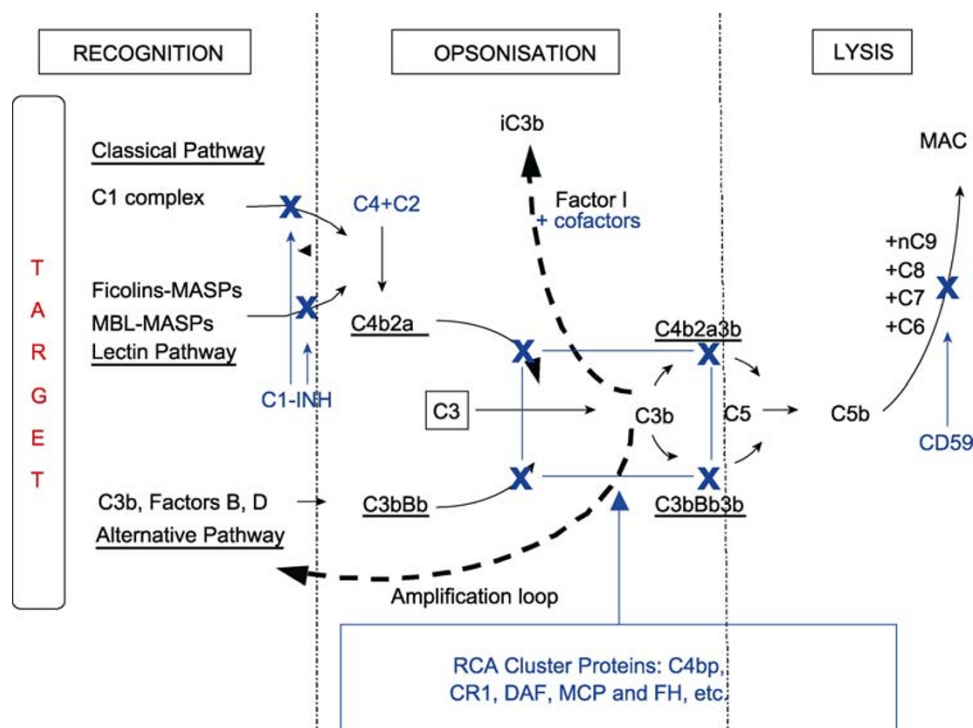 RECOGNITION
OPSONISATION
LYSIS
TARGET
Classical Pathway
C1 complex
Ficolins-MASPs
MBL-MASPs
Lectin Pathway
C1-INH
C3b, Factors B, D
Alternative Pathway
iC3b
Factor I
+ cofactors
C4+C2
C4b2a
C3
C3bBb
C3b
C4b2a3b
C3bBb3b
Amplification loop
C5
C5b
MAC
+nC9
+C8
+C7
+C6
CD59
RCA Cluster Proteins: C4bp,
CR1, DAF, MCP and FH, etc.